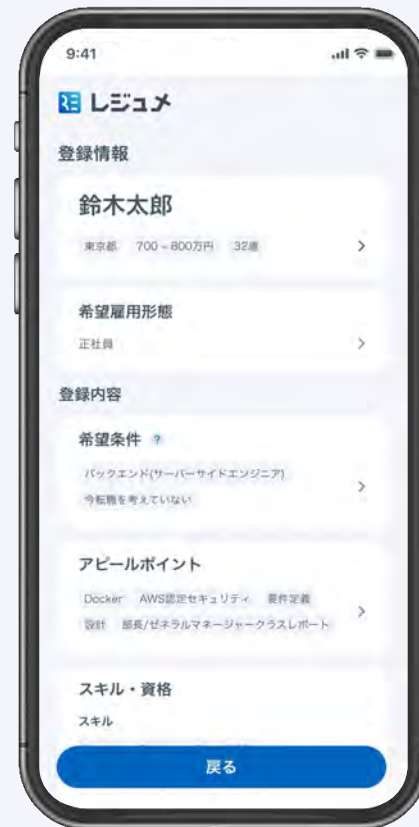 9:41
RE レジュメ
登録情報
鈴木太郎
東京都 700～800万円 32歳
希望雇用形態
正社員
登録内容
希望条件 ?
バックエンド(サーバーサイドエンジニア)
今転職を考えていない
アピールポイント
Docker AWS認定セキュリティ 要件定義
設計 部長/ゼネラルマネージャークラスレポート
スキル・資格
スキル
戻る